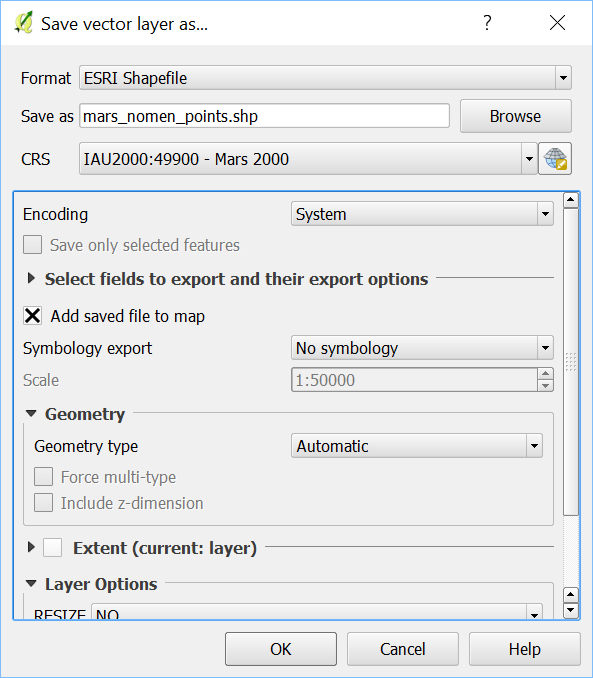 Save vector layer as...
?
Format ESRI Shapefile
Save as mars_nomen_points.shp Browse
CRS IAU2000:49900 - Mars 2000
Encoding System
Save only selected features
Select fields to export and their export options
Add saved file to map
Symbology export No symbology
Scale 1:50000
Geometry
Geometry type Automatic
Force multi-type
Include z-dimension
Extent (current: layer)
Layer Options
RESIZE NO
OK Cancel Help